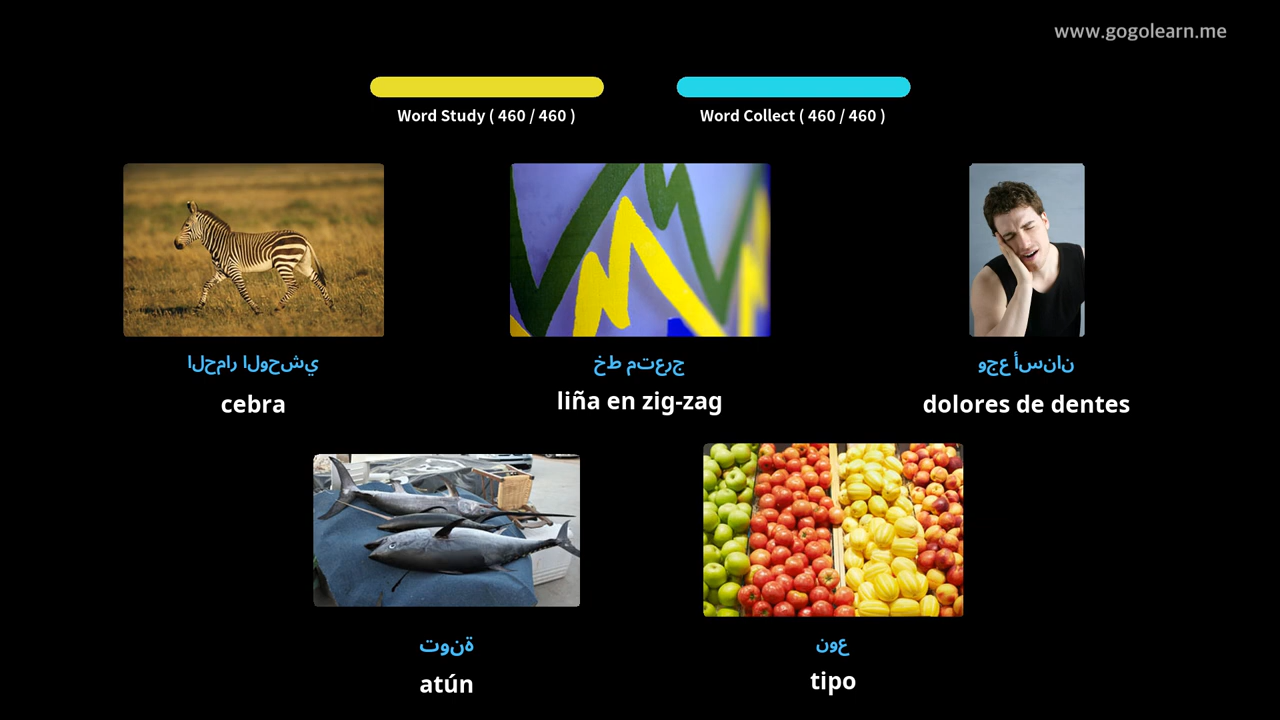 www.gogolearn.me
Word Study ( 460 / 460 )
Word Collect ( 460 / 460 )
الحمار الوحشي
خط متعرج
وجع أسنان
cebra
liña en zig-zag
dolores de dentes
تونة
نوع
atún
tipo